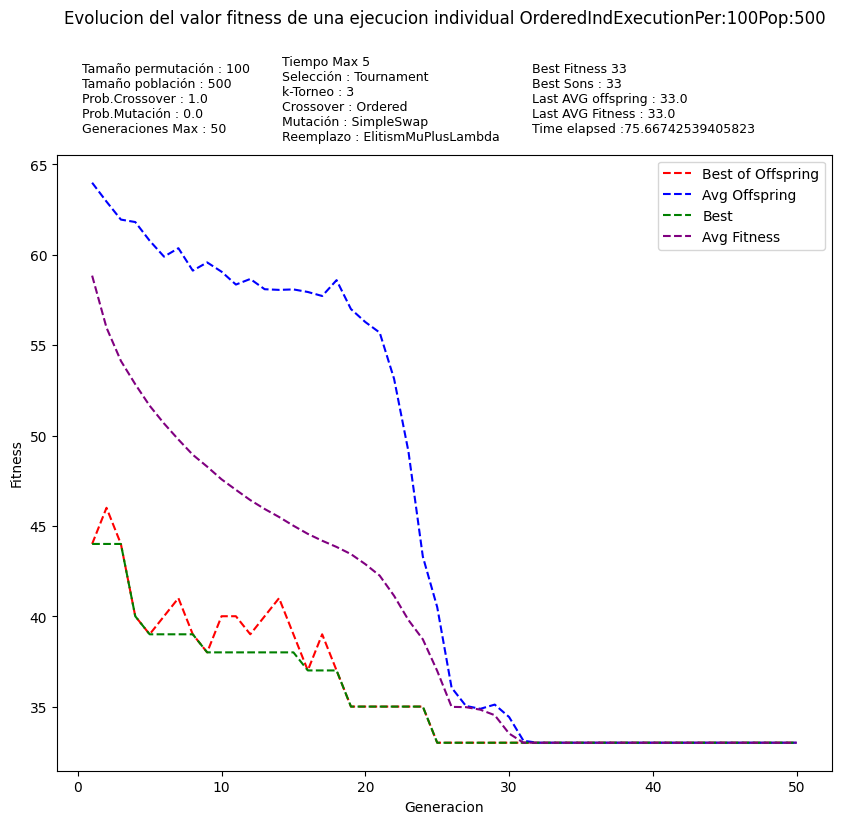 Evolucion del valor fitness de una ejecucion individual OrderedIndExecutionPer:100Pop:500
Tamaño permutación : 100
Tamaño población : 500
Prob.Crossover : 1.0
Prob.Mutación : 0.0
Generaciones Max : 50
Tiempo Max 5
Selección : Tournament
k-Torneo : 3
Crossover : Ordered
Mutación : SimpleSwap
Reemplazo : ElitismMuPlusLambda
Best Fitness 33
Best Sons : 33
Last AVG offspring : 33.0
Last AVG Fitness : 33.0
Time elapsed :75.66742539405823
Best of Offspring
Avg Offspring
Best
Avg Fitness
Fitness
65
60
55
50
45
40
35
0 10 20 30 40 50
Generacion